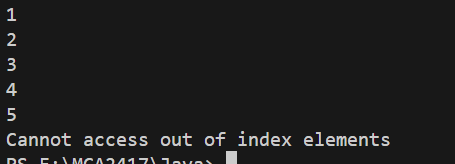 1
2
3
4
5
Cannot access out of index elements
PS E:\MCA2417\Java>